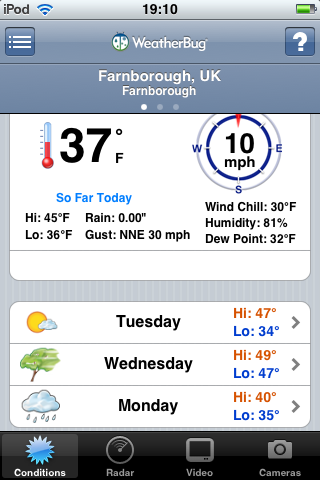 iPod 19:10
WeatherBug ?
Farnborough, UK
Farnborough
37°F
W E S
10 mph
So Far Today
Hi: 45°F Rain: 0.00"
Lo: 36°F Gust: NNE 30 mph
Wind Chill: 30°F
Humidity: 81%
Dew Point: 32°F
Tuesday Hi: 47°
Lo: 34°
Wednesday Hi: 49°
Lo: 47°
Monday Hi: 40°
Lo: 35°
Conditions Radar Video Cameras